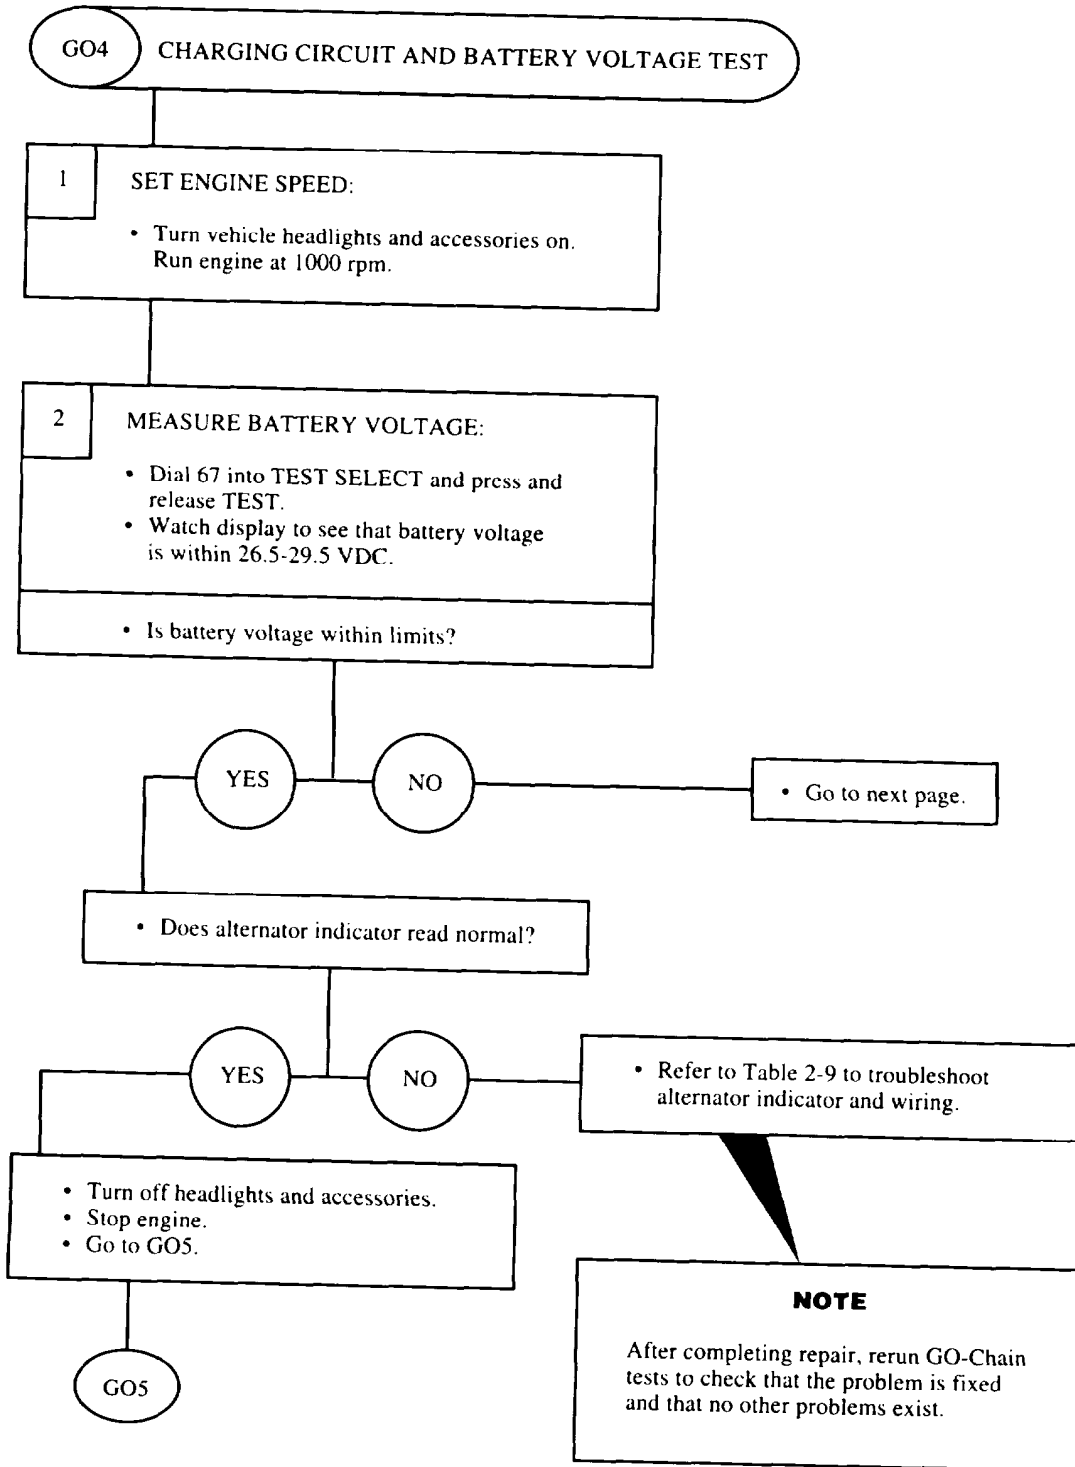 GO4 CHARGING CIRCUIT AND BATTERY VOLTAGE TEST
1 SET ENGINE SPEED:
• Turn vehicle headlights and accessories on.
Run engine at 1000 rpm.
2 MEASURE BATTERY VOLTAGE:
• Dial 67 into TEST SELECT and press and
release TEST.
• Watch display to see that battery voltage
is within 26.5-29.5 VDC.
• Is battery voltage within limits?
YES NO • Go to next page.
• Does alternator indicator read normal?
YES NO
• Refer to Table 2-9 to troubleshoot
alternator indicator and wiring.
• Turn off headlights and accessories.
• Stop engine.
• Go to GO5.
GO5
NOTE
After completing repair, rerun GO-Chain
tests to check that the problem is fixed
and that no other problems exist.